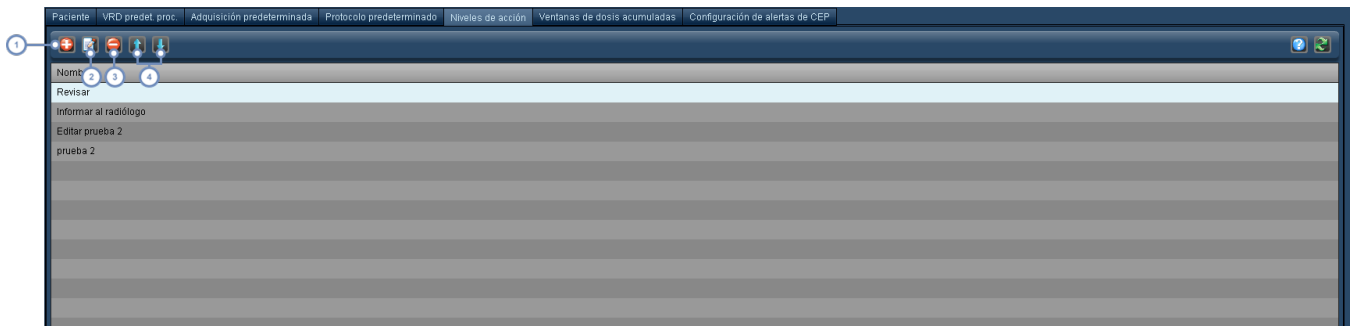 Paciente VRD predet. proc. Adquisición predeterminada Protocolo predeterminado Niveles de acción Ventanas de dosis acumuladas Configuración de alertas de CEP
1
2 3 4
Revisar
Informar al radiólogo
Editar prueba 2
prueba 2